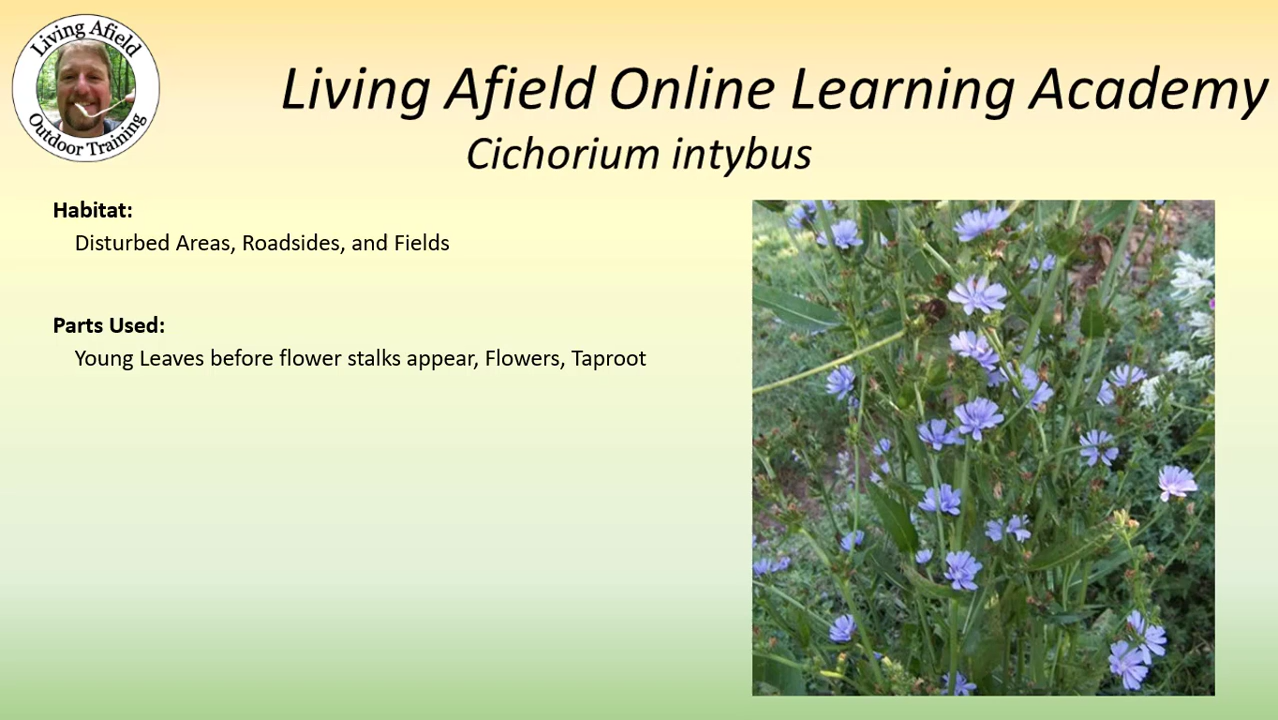 Living Afield
Outdoor Training
Living Afield Online Learning Academy
Cichorium intybus
Habitat:
Disturbed Areas, Roadsides, and Fields
Parts Used:
Young Leaves before flower stalks appear, Flowers, Taproot